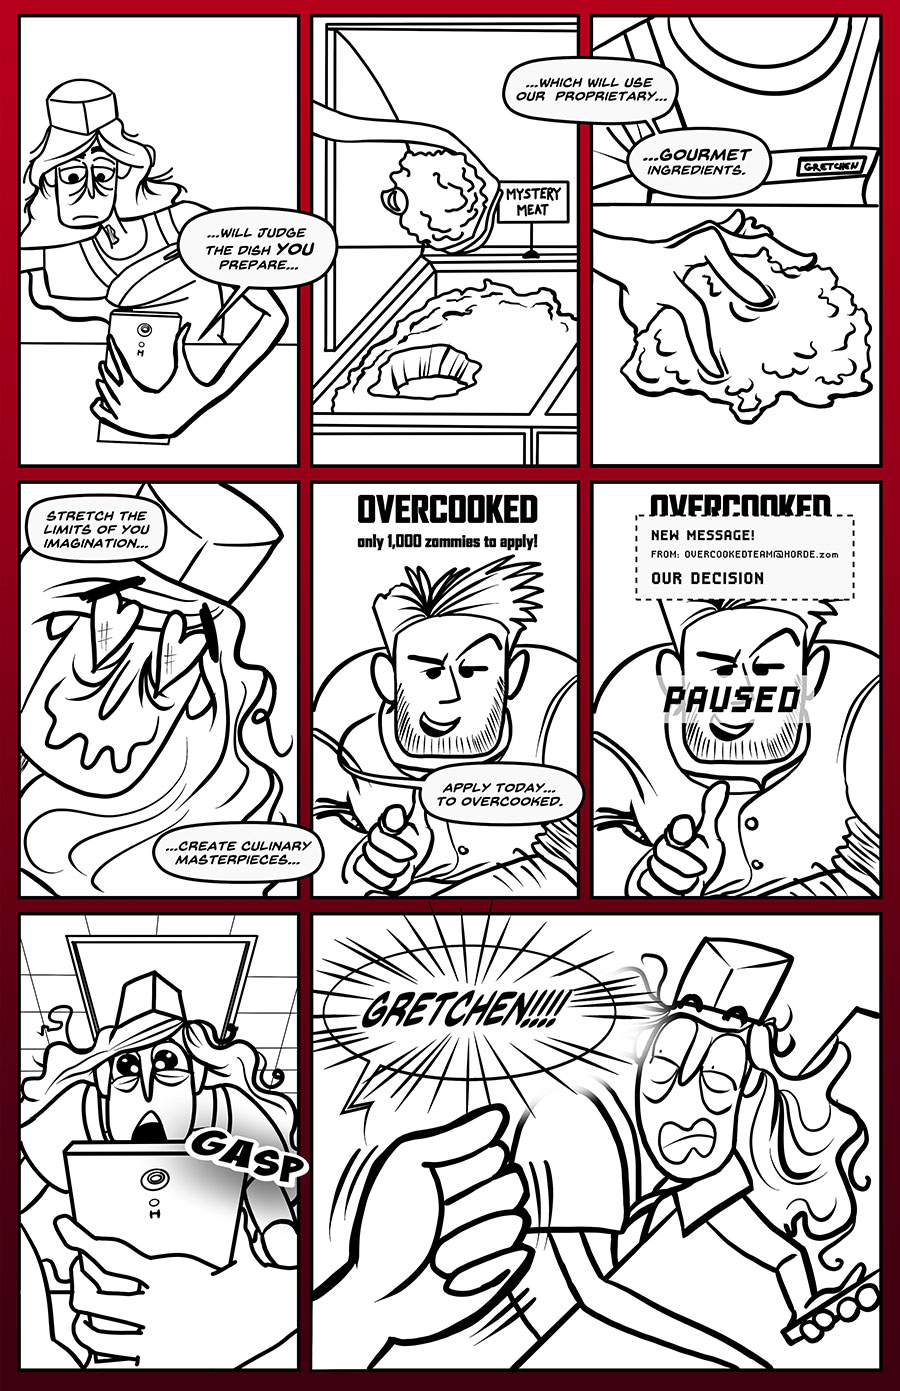 ...WILL JUDGE
THE DISH YOU
PREPARE...
MYSTERY
MEAT
...WHICH WILL USE
OUR PROPRIETARY...
...GOURMET
INGREDIENTS.
GRETCHEN
STRETCH THE
LIMITS OF YOU
IMAGINATION...
...CREATE CULINARY
MASTERPIECES...
OVERCOOKED
only 1,000 zommies to apply!
APPLY TODAY...
TO OVERCOOKED.
OVERCOOKED
NEW MESSAGE!
FROM: OVERCOOKEDTEAM@HORDE.zom
OUR DECISION
PAUSED
GASP
GRETCHEN!!!!